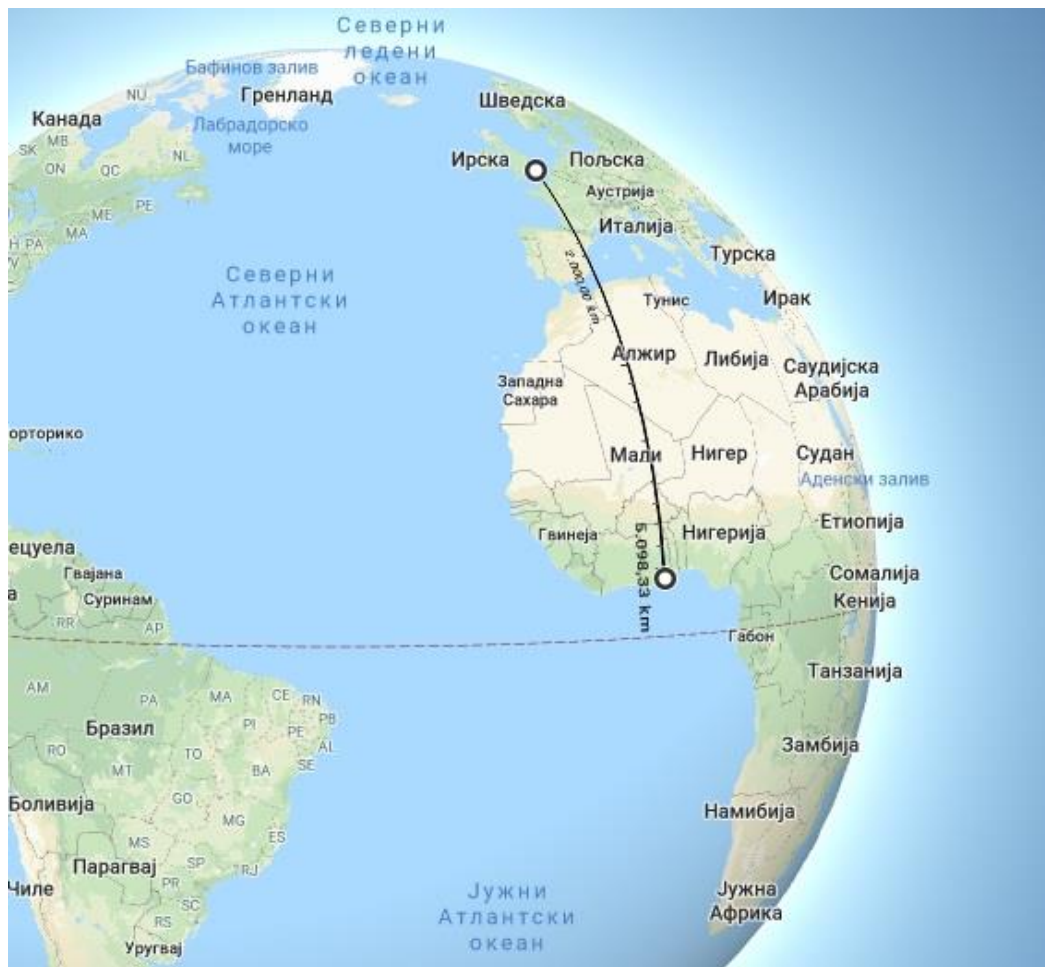 Северни
ледени
океан
Бафинов залив
NU
Гренланд
Шведска
Канада
Лабрадорско
море
MB
SK
ON
QC
NL
Ирска
Пољска
Аустрија
PE
ME
MA
H PA
V
Италија
Турска
Северни
Атлантски
океан
2.000,00 km
Тунис
Ирак
Алжир
Либија
Саудијска
Арабија
Западна
Сахара
орторико
Мали
Нигер
Судан
Аденски залив
Гвинеја
Нигерија
Етиопија
5.098,33 km
ецуела
Гвајана
а
Суринам
Сомалија
Кенија
RR
AP
Габон
Танзанија
AM
PA
MA
CE
RN
Бразил
PI
PE
PB
AL
RO
TO
SE
MT
BA
Замбија
GO
Боливија
Намибија
MG
ES
MS
Парагвај
SP
RJ
PR
Чиле
SC
Јужни
Атлантски
океан
Јужна
Африка
RS
Уругвај